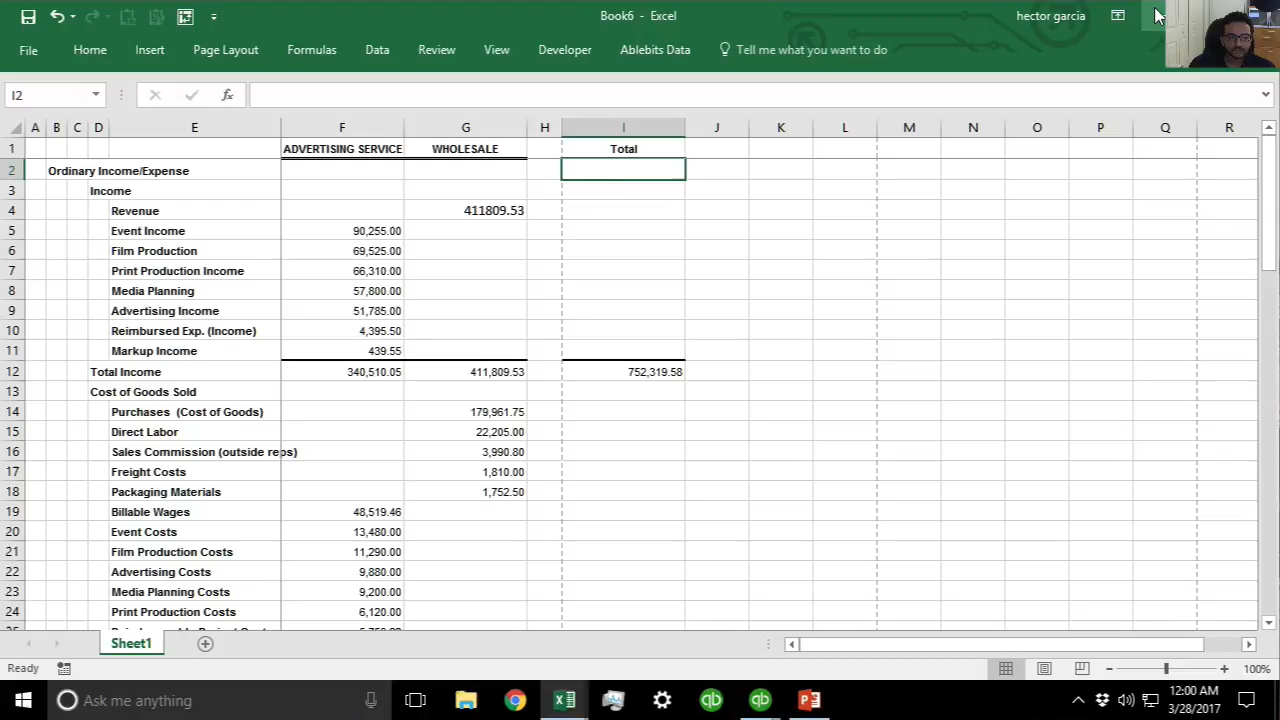 Book6 - Excel
hector garcia
File Home Insert Page Layout Formulas Data Review View Developer Ablebits Data Tell me what you want to do
I2 fx
A B C D E F G H I J K L M N O P Q R
1 ADVERTISING SERVICE WHOLESALE Total
2 Ordinary Income/Expense
3 Income
4 Revenue 411809.53
5 Event Income 90,255.00
6 Film Production 69,525.00
7 Print Production Income 66,310.00
8 Media Planning 57,800.00
9 Advertising Income 51,785.00
10 Reimbursed Exp. (Income) 4,395.50
11 Markup Income 439.55
12 Total Income 340,510.05 411,809.53 752,319.58
13 Cost of Goods Sold
14 Purchases (Cost of Goods) 179,961.75
15 Direct Labor 22,205.00
16 Sales Commission (outside reps) 3,990.80
17 Freight Costs 1,810.00
18 Packaging Materials 1,752.50
19 Billable Wages 48,519.46
20 Event Costs 13,480.00
21 Film Production Costs 11,290.00
22 Advertising Costs 9,880.00
23 Media Planning Costs 9,200.00
24 Print Production Costs 6,120.00
Sheet1
Ready 100%
Ask me anything
12:00 AM
3/28/2017